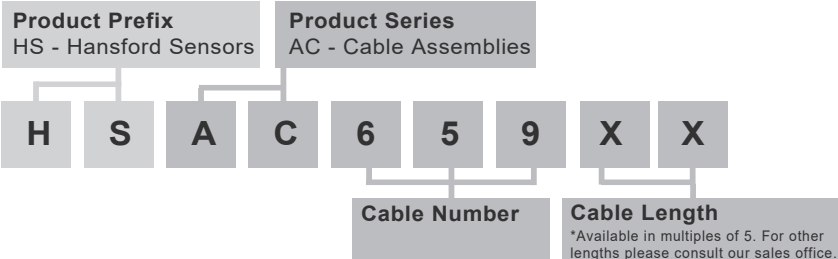 Product Prefix
HS - Hansford Sensors
Product Series
AC - Cable Assemblies
H S A C 6 5 9 X X
Cable Number
Cable Length
*Available in multiples of 5. For other
lengths please consult our sales office.